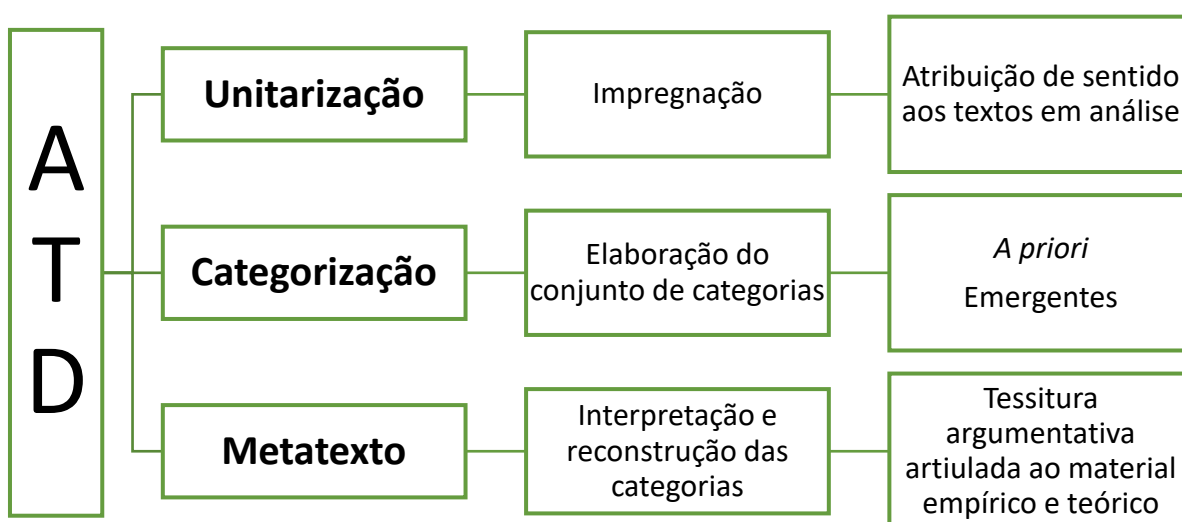 A
T
D
Unitarização
Impregnação
Atribuição de sentido
aos textos em análise
Categorização
Elaboração do
conjunto de categorias
A priori
Emergentes
Metatexto
Interpretação e
reconstrução das
categorias
Tessitura
argumentativa
artiulada ao material
empírico e teórico